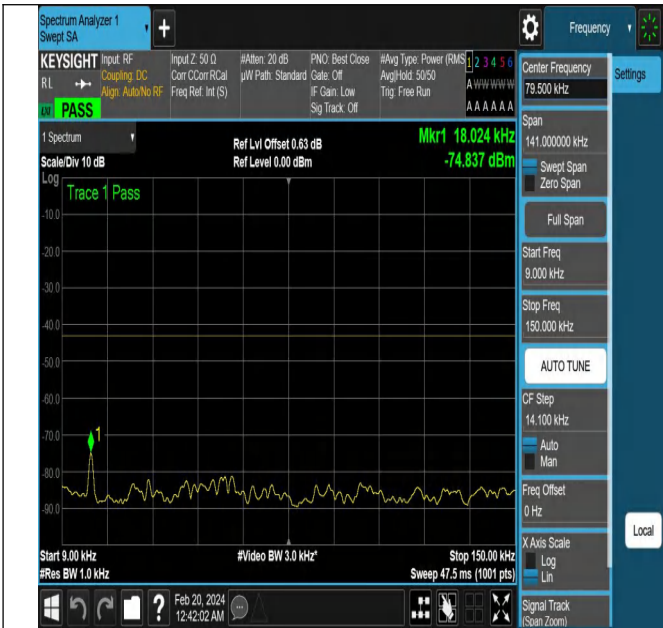 Spectrum Analyzer 1
Swept SA
Frequency
KEYSIGHT
RL
PASS
Input: RF
Coupling: DC
Align: Auto/No RF
Input Z: 50 Ω
Corr CCorr RCal
Freq Ref: Int (S)
#Atten: 20 dB
µW Path: Standard
PNO: Best Close
Gate: Off
IF Gain: Low
Sig Track: Off
#Avg Type: Power (RMS
Avg|Hold: 50/50
Trig: Free Run
1 2 3 4 5 6
A W W W W W
A A A A A A
Center Frequency
79.500 kHz
Settings
Span
141.000000 kHz
Swept Span
Zero Span
Full Span
Start Freq
9.000 kHz
Stop Freq
150.000 kHz
AUTO TUNE
CF Step
14.100 kHz
Auto
Man
Freq Offset
0 Hz
X Axis Scale
Log
Lin
Signal Track
(Span Zoom)
Local
1 Spectrum
Scale/Div 10 dB
Ref Lvl Offset 0.63 dB
Ref Level 0.00 dBm
Mkr1 18.024 kHz
-74.837 dBm
Log
Trace 1 Pass
-10.0
-20.0
-30.0
-40.0
-50.0
-60.0
-70.0
-80.0
-90.0
1
Start 9.00 kHz
#Res BW 1.0 kHz
#Video BW 3.0 kHz*
Stop 150.00 kHz
Sweep 47.5 ms (1001 pts)
?
Feb 20, 2024
12:42:02 AM